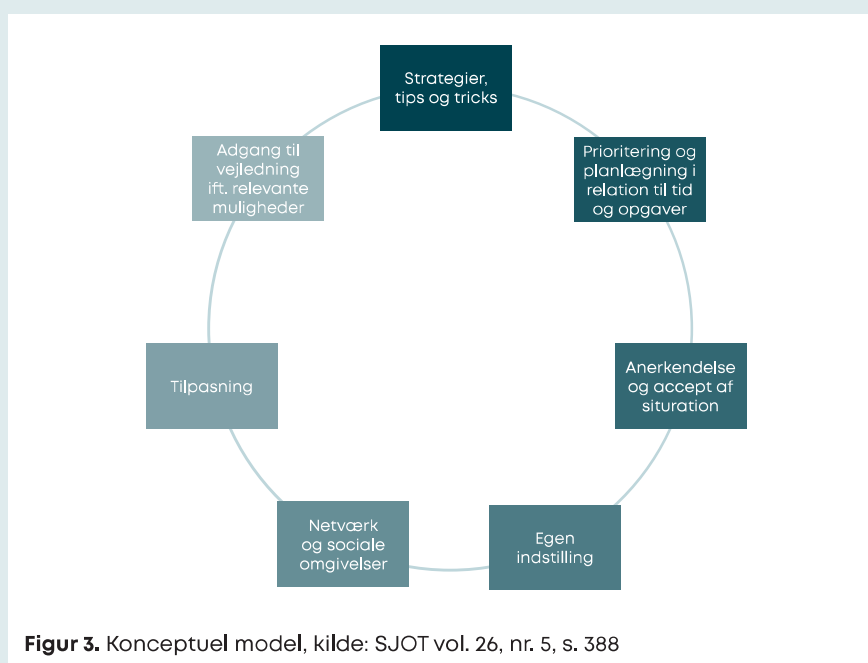 Strategier,
tips og tricks
Prioritering og
planlægning i
relation til tid
og opgaver
Anerkendelse
og accept af
situration
Egen
indstilling
Netværk
og sociale
omgivelser
Tilpasning
Adgang til
vejledning
ift. relevante
muligheder
Figur 3. Konceptuel model, kilde: SJOT vol. 26, nr. 5, s. 388